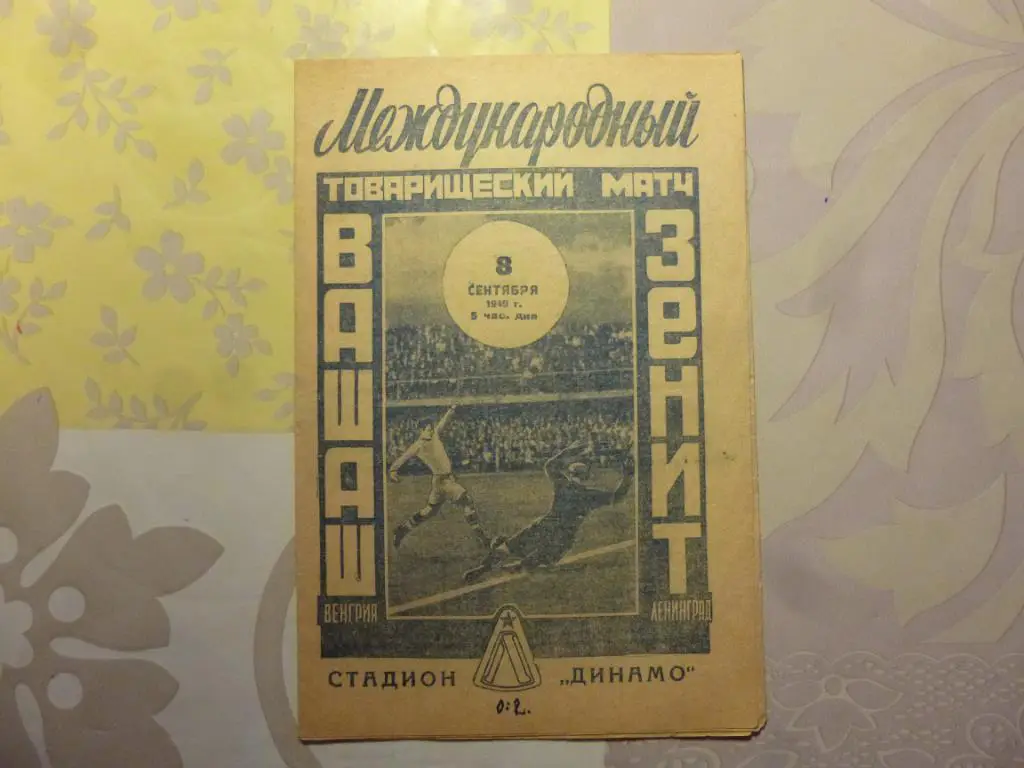 Международный
ТОВАРИЩЕСКИЙ МАТЧ
ВАШАШ
8
СЕНТЯБРЯ
1949 г.
5 час. дня
Зенит
ВЕНГРИЯ
ЛЕНИНГРАД
СТАДИОН „ДИНАМО“
0:2.